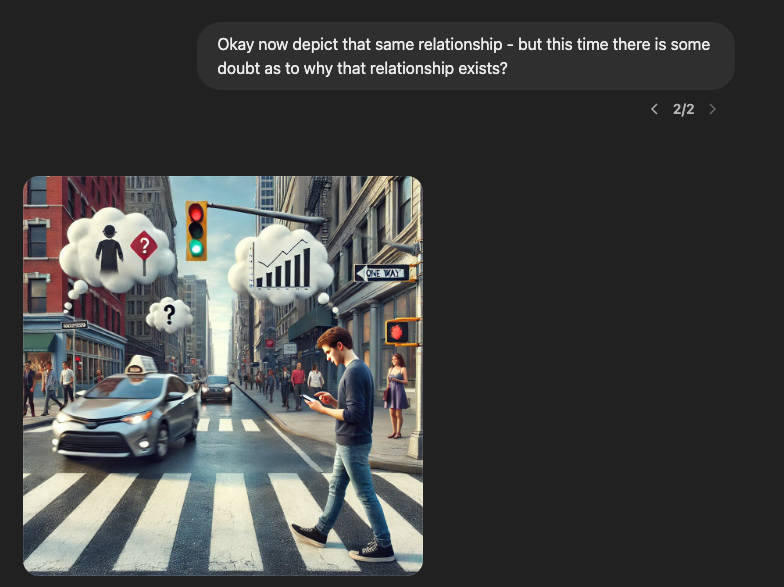 Okay now depict that same relationship - but this time there is some
doubt as to why that relationship exists?
2/2
?
?
ONE WAY